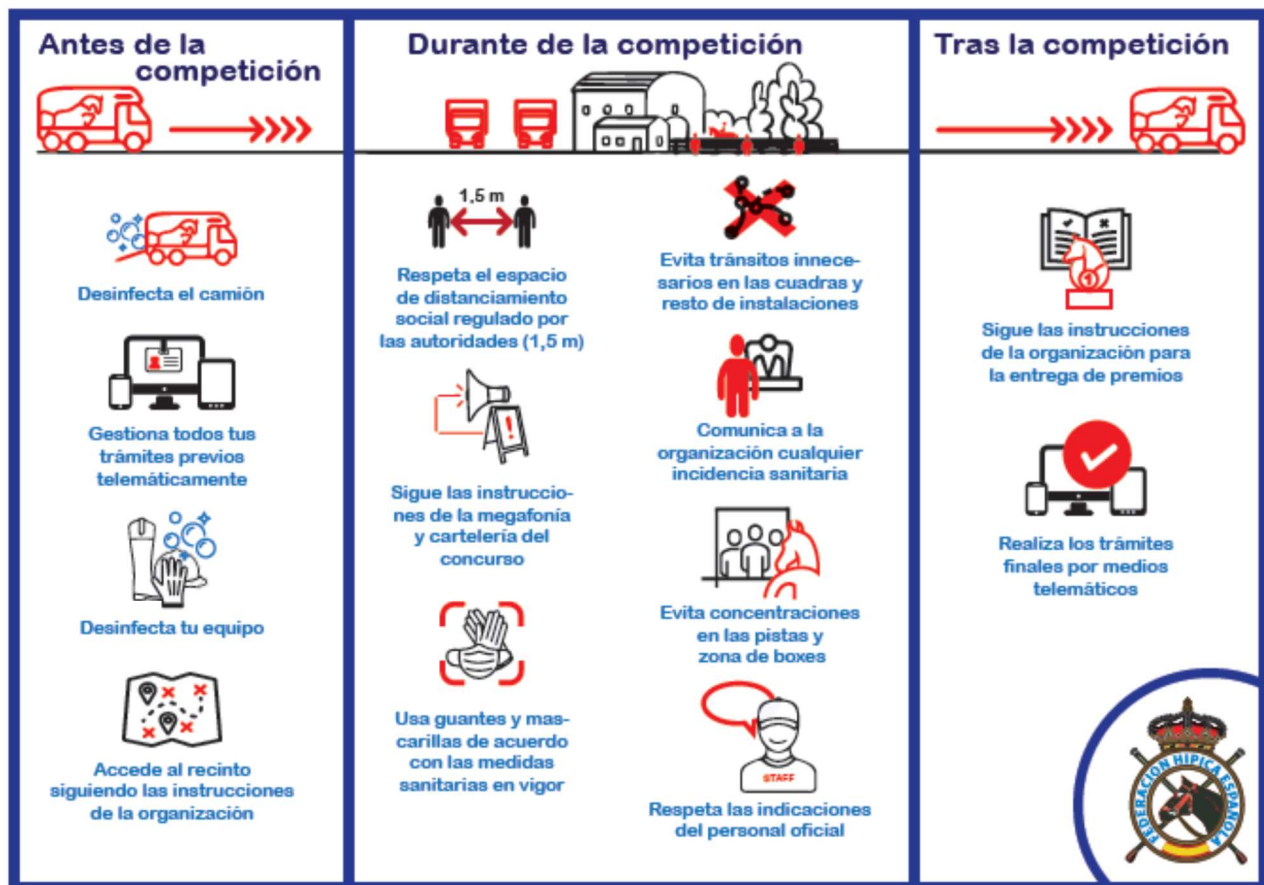 Antes de la
competición
Desinfecta el camión
Gestiona todos tus
trámites previos
telemáticamente
Desinfecta tu equipo
Accede al recinto
siguiendo las instrucciones
de la organización
Durante de la competición
1,5 m
Respeta el espacio
de distanciamiento
social regulado por
las autoridades (1,5 m)
Sigue las instruccio-
nes de la megafonía
y cartelería del
concurso
Usa guantes y mas-
carillas de acuerdo
con las medidas
sanitarias en vigor
Evita tránsitos innece-
sarios en las cuadras y
resto de instalaciones
Comunica a la
organización cualquier
incidencia sanitaria
Evita concentraciones
en las pistas y
zona de boxes
STAFF
Respeta las indicaciones
del personal oficial
Tras la competición
1
Sigue las instrucciones
de la organización para
la entrega de premios
Realiza los trámites
finales por medios
telemáticos
FEDERACION HIPICA ESPAÑOLA